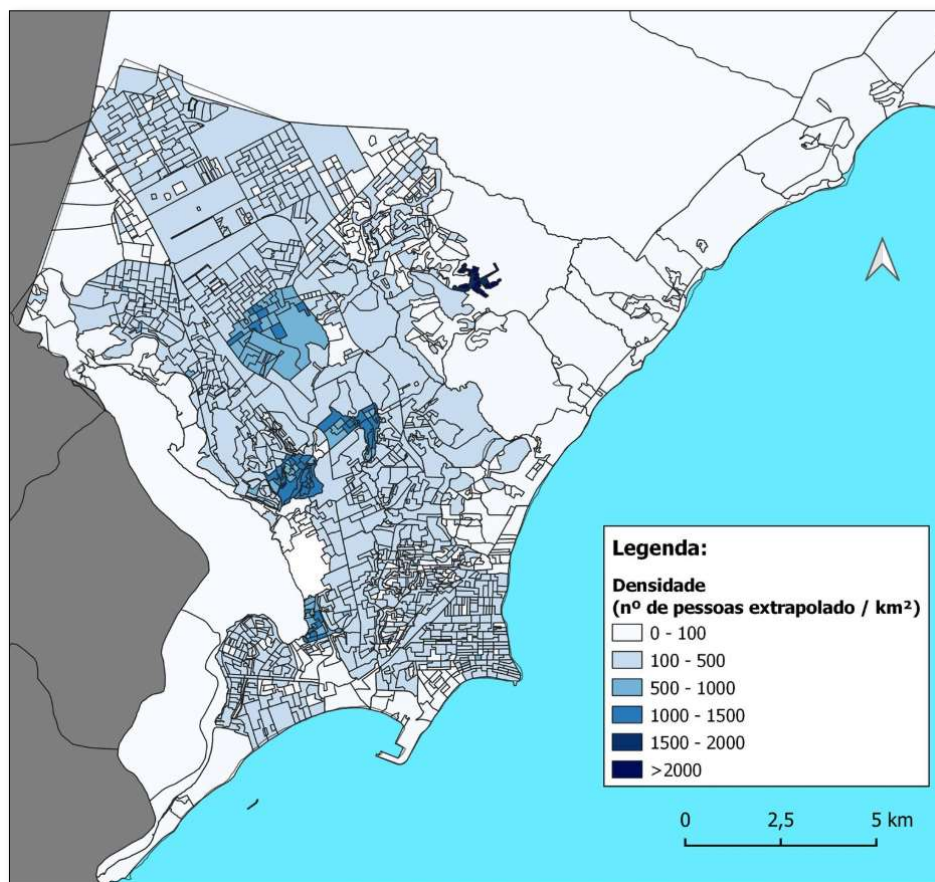 Legenda:
Densidade
(nº de pessoas extrapolado / km²)
0 - 100
100 - 500
500 - 1000
1000 - 1500
1500 - 2000
>2000
0 2,5 5 km